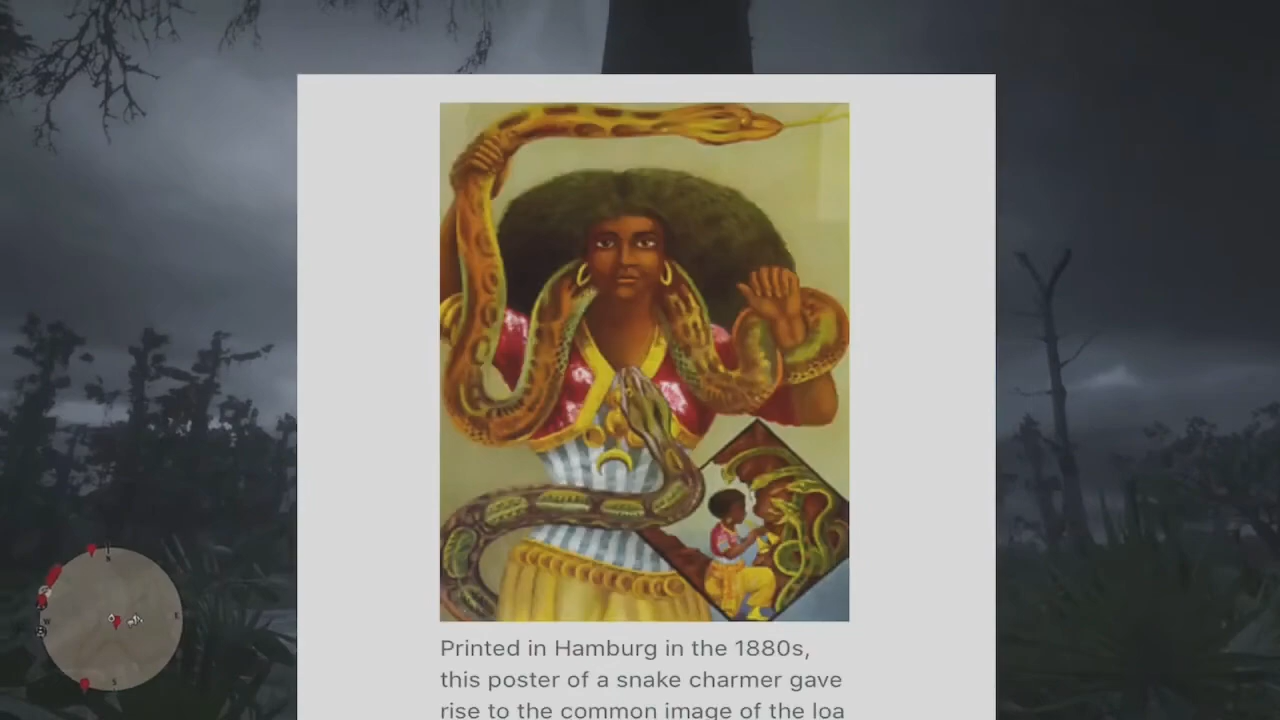 Printed in Hamburg in the 1880s,
this poster of a snake charmer gave
rise to the common image of the loa